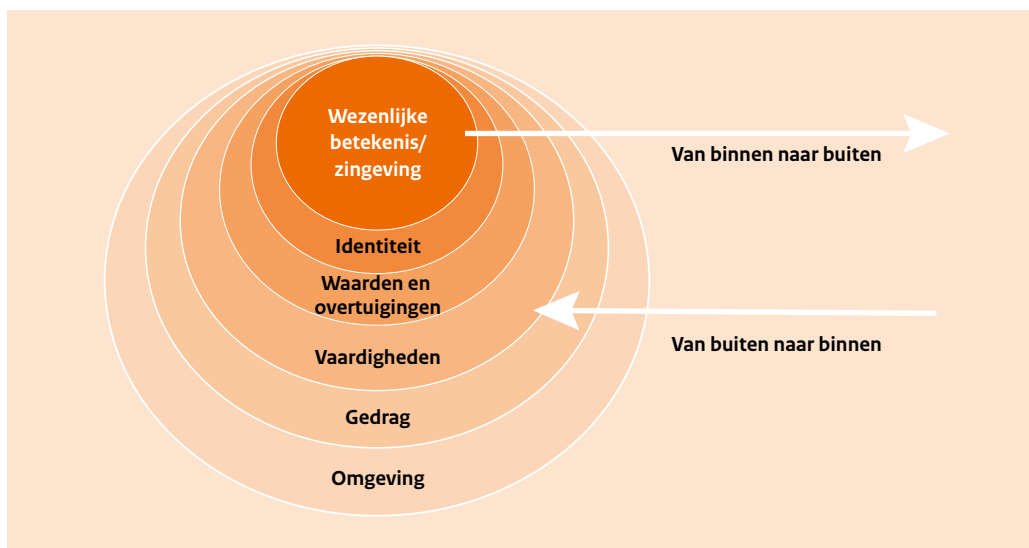 Wezenlijke
betekenis/
zingeving
Van binnen naar buiten
Identiteit
Waarden en
overtuigingen
Van buiten naar binnen
Vaardigheden
Gedrag
Omgeving